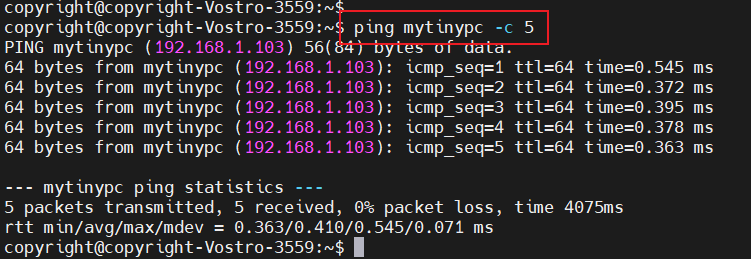 copyright@copyright-Vostro-3559:~$
copyright@copyright-Vostro-3559:~$ ping mytinypc -c 5
PING mytinypc (192.168.1.103) 56(84) bytes of data.
64 bytes from mytinypc (192.168.1.103): icmp_seq=1 ttl=64 time=0.545 ms
64 bytes from mytinypc (192.168.1.103): icmp_seq=2 ttl=64 time=0.372 ms
64 bytes from mytinypc (192.168.1.103): icmp_seq=3 ttl=64 time=0.395 ms
64 bytes from mytinypc (192.168.1.103): icmp_seq=4 ttl=64 time=0.378 ms
64 bytes from mytinypc (192.168.1.103): icmp_seq=5 ttl=64 time=0.363 ms
--- mytinypc ping statistics ---
5 packets transmitted, 5 received, 0% packet loss, time 4075ms
rtt min/avg/max/mdev = 0.363/0.410/0.545/0.071 ms
copyright@copyright-Vostro-3559:~$